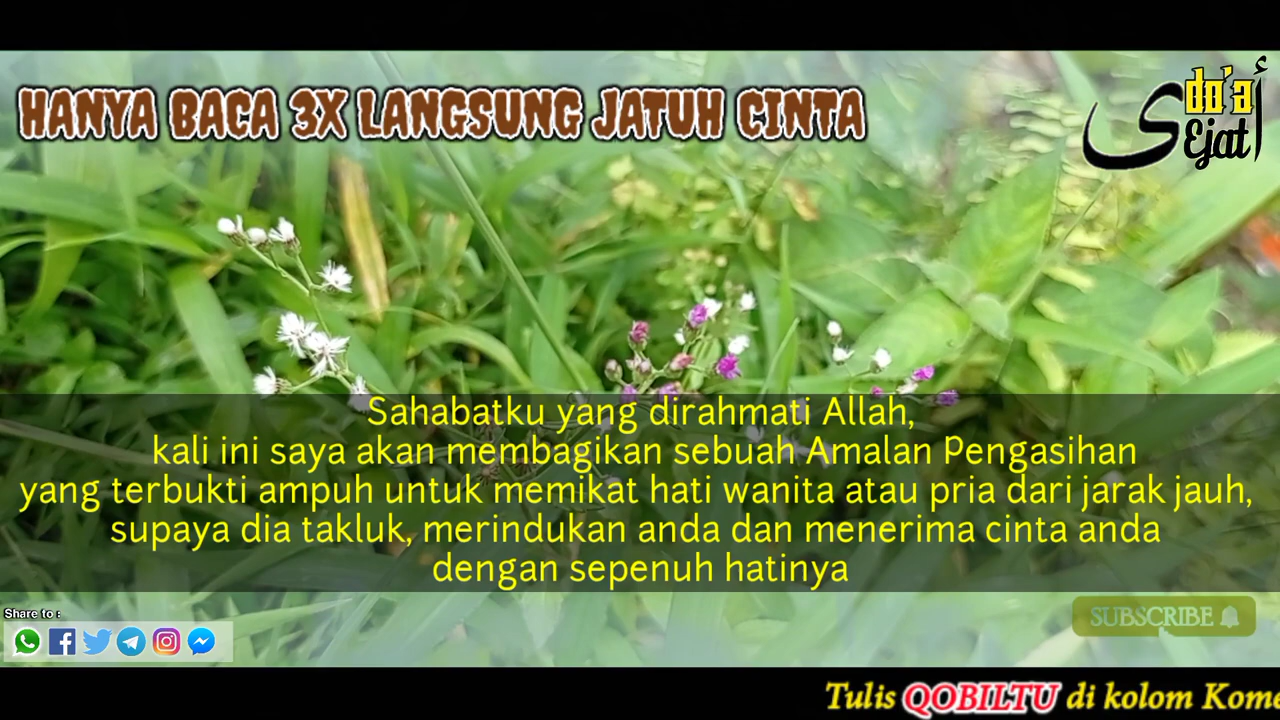 HANYA BACA 3X LANGSUNG JATUH CINTA
do'a
Ejati
Sahabatku yang dirahmati Allah,
kali ini saya akan membagikan sebuah Amalan Pengasihan
yang terbukti ampuh untuk memikat hati wanita atau pria dari jarak jauh,
supaya dia takluk, merindukan anda dan menerima cinta anda
dengan sepenuh hatinya
Share to :
SUBSCRIBE
Tulis QOBILTU di kolom